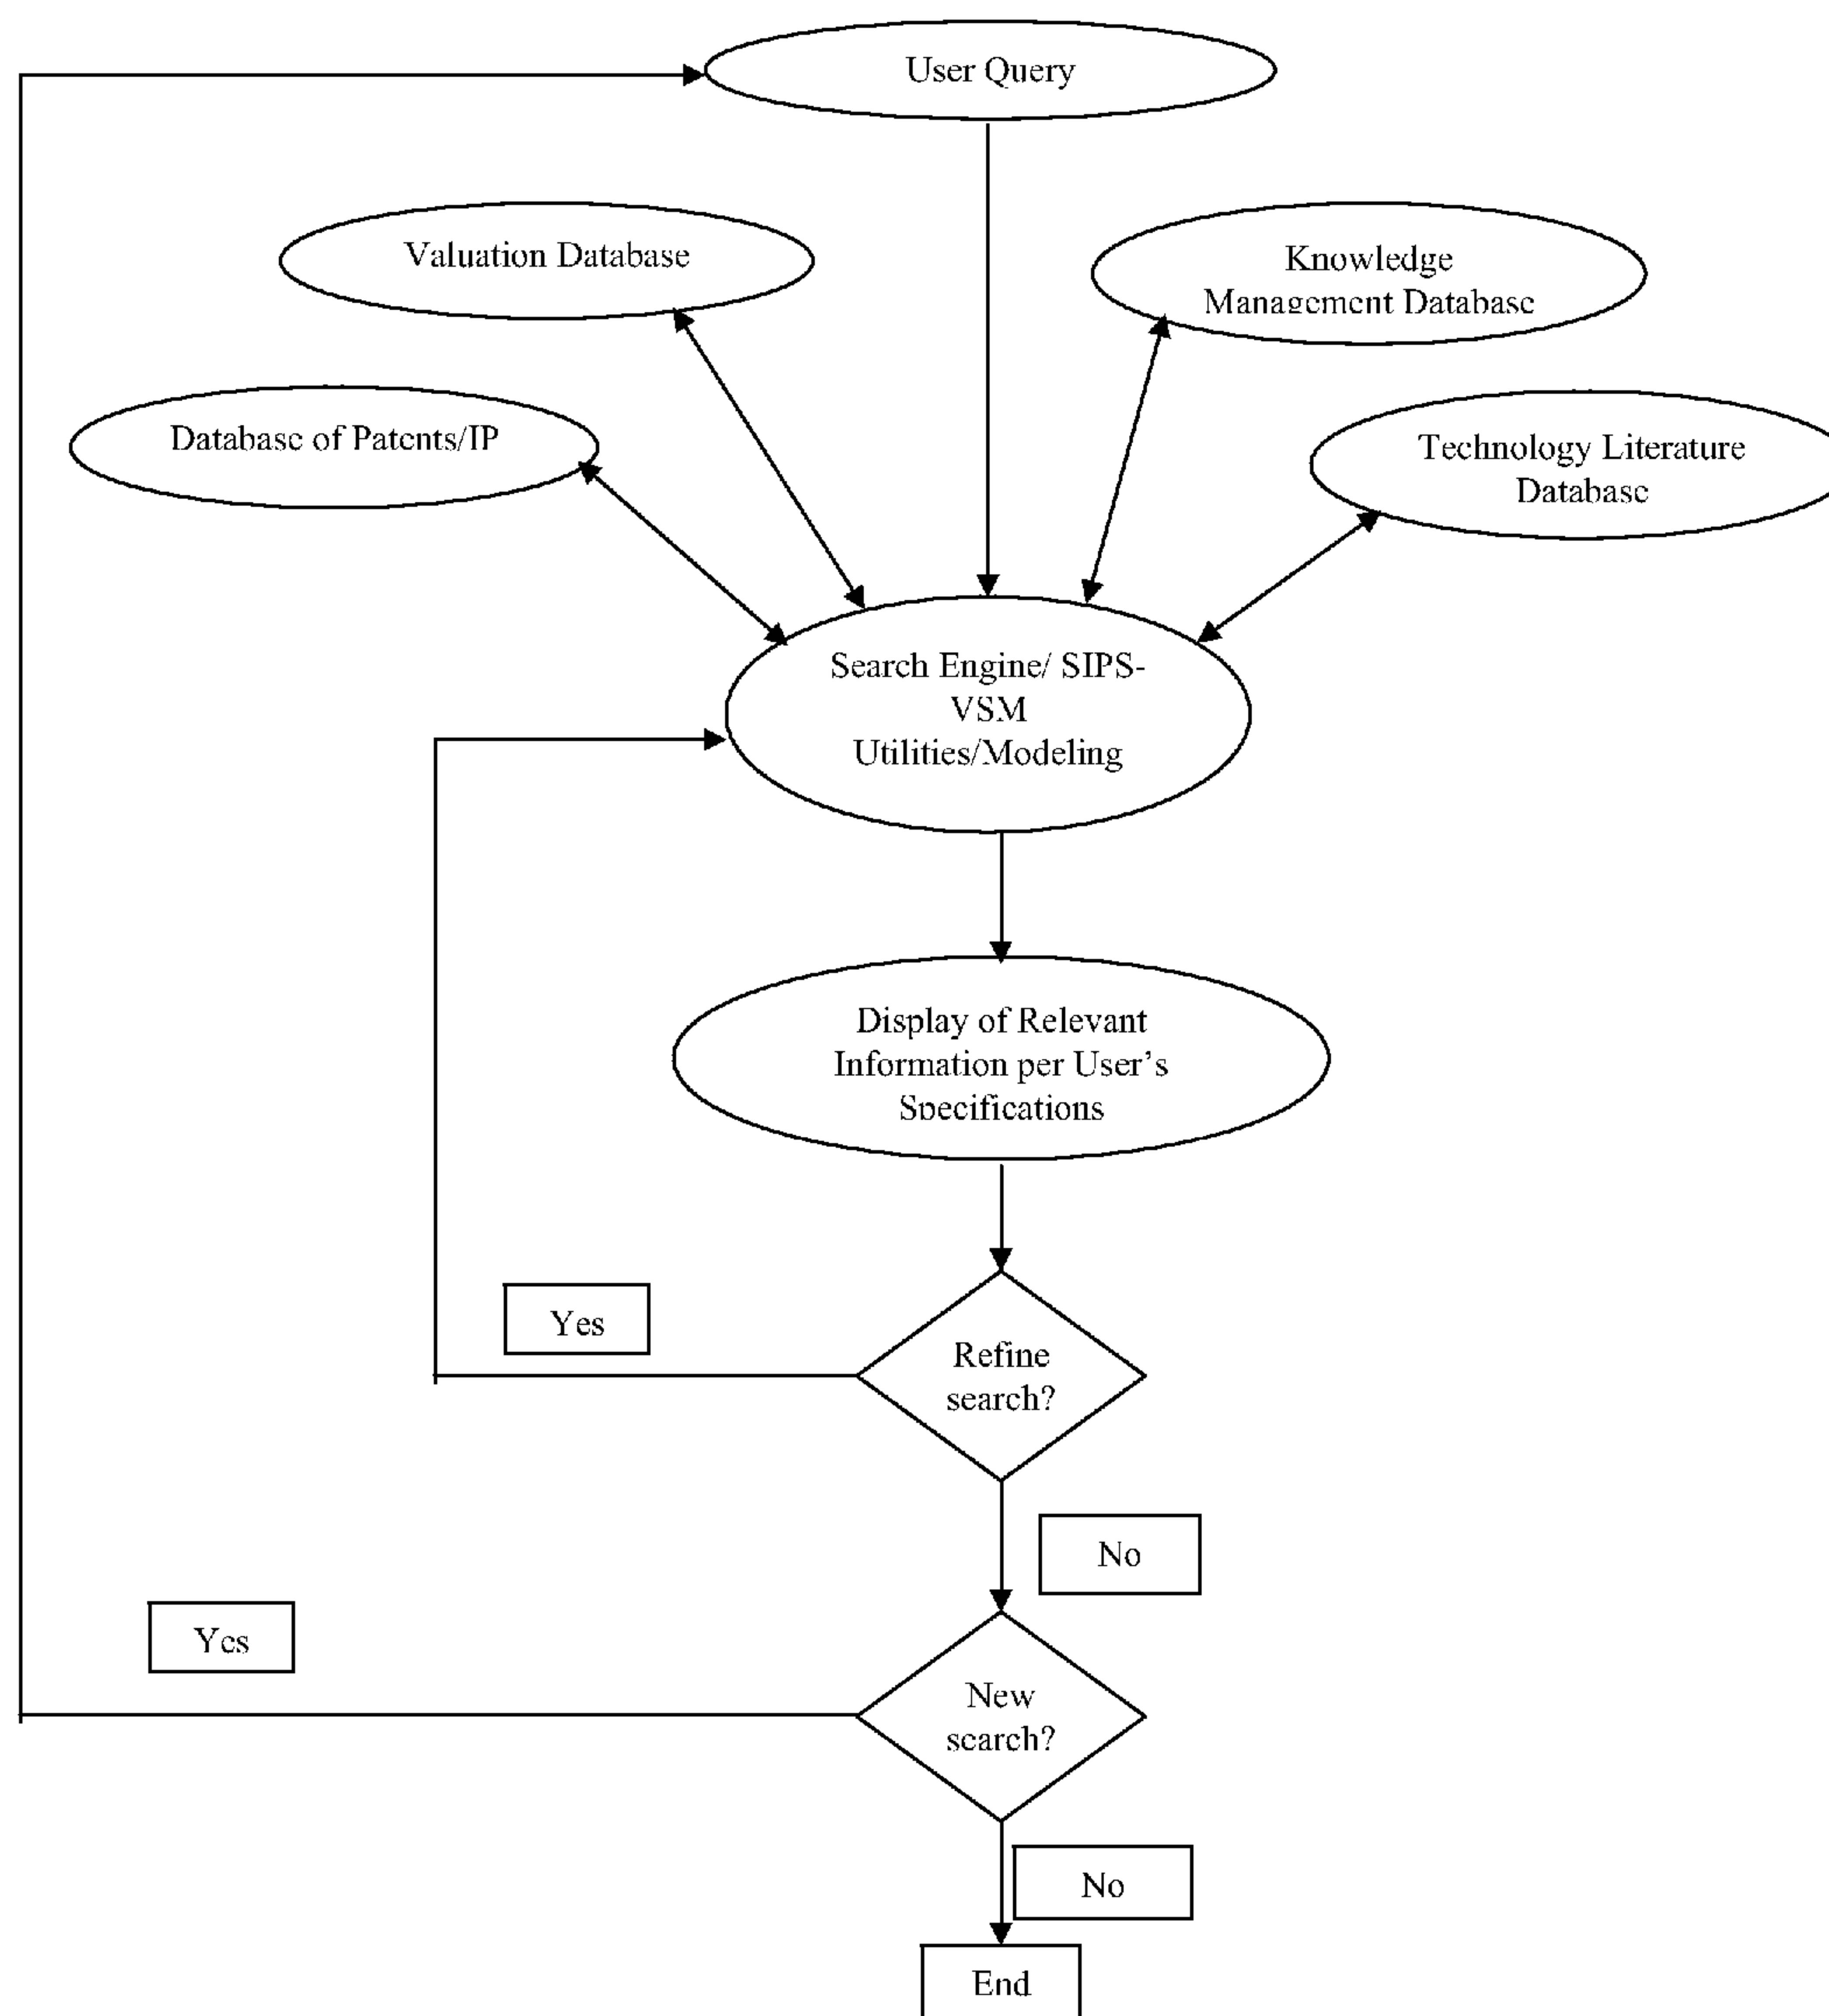 User Query
Valuation Database
Knowledge
Management Database
Database of Patents/IP
Technology Literature
Database
Search Engine/ SIPS-
VSM
Utilities/Modeling
Display of Relevant
Information per User’s
Specifications
Yes
Refine
search?
No
Yes
New
search?
No
End